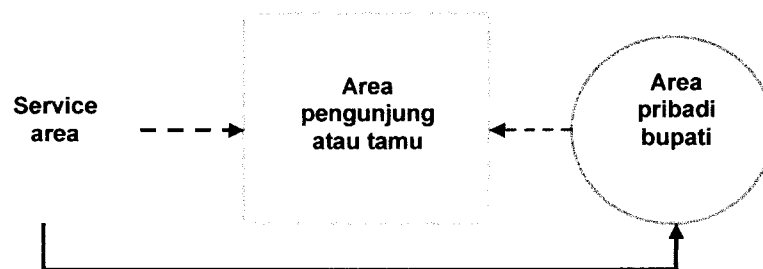 Service
area
Area
pengunjung
atau tamu
Area
pribadi
bupati